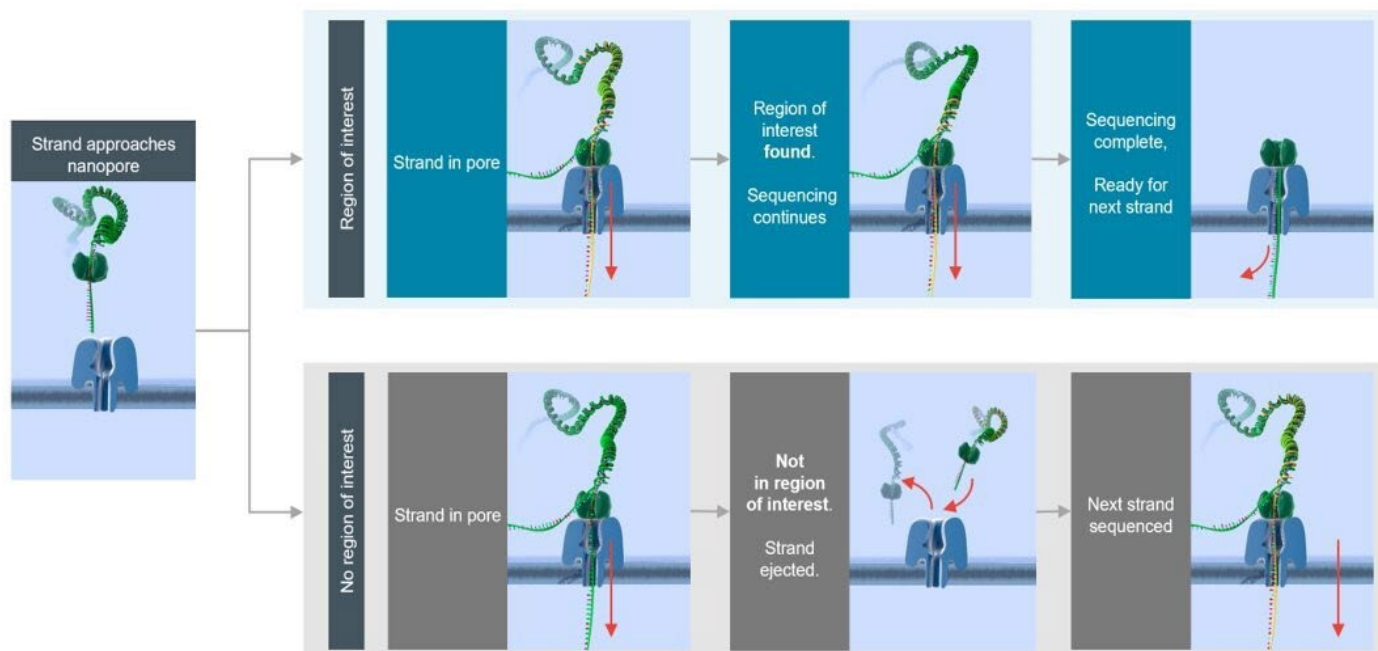 Strand approaches
nanopore
Region of interest
Strand in pore
Region of
interest
found.
Sequencing
continues
Sequencing
complete,
Ready for
next strand
No region of interest
Strand in pore
Not
in region
of interest.
Strand
ejected.
Next strand
sequenced